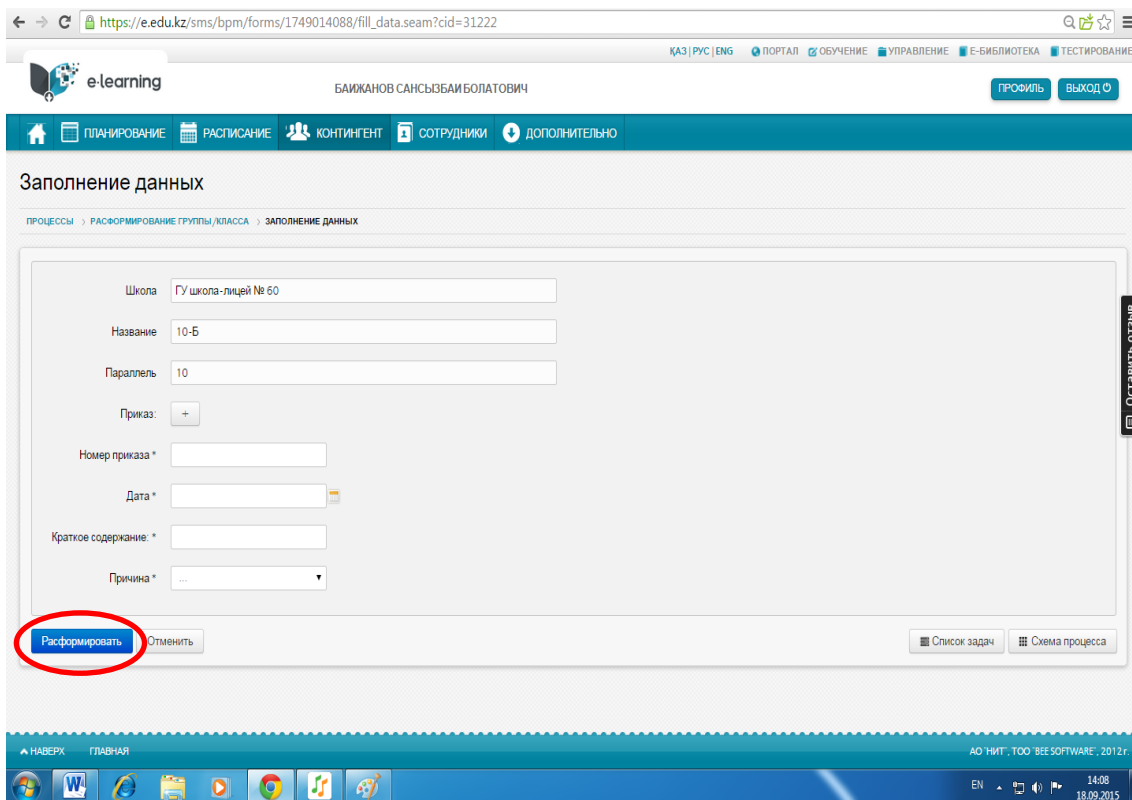 https://e.edu.kz/sms/bpm/forms/1749014088/fill_data.seam?cid=31222
ҚАЗ | РУС | ENG ПОРТАЛ ОБУЧЕНИЕ УПРАВЛЕНИЕ Е-БИБЛИОТЕКА ТЕСТИРОВАНИЕ
e-learning БАИЖАНОВ САНСЫЗБАИ БОЛАТОВИЧ ПРОФИЛЬ ВЫХОД
ПЛАНИРОВАНИЕ РАСПИСАНИЕ КОНТИНГЕНТ СОТРУДНИКИ ДОПОЛНИТЕЛЬНО
Заполнение данных
ПРОЦЕССЫ > РАСФОРМИРОВАНИЕ ГРУППЫ/КЛАССА > ЗАПОЛНЕНИЕ ДАННЫХ
Школа ГУ школа-лицей № 60
Название 10-Б
Параллель 10
Приказ: +
Номер приказа *
Дата *
Краткое содержание: *
Причина * ...
Оставить отзыв
Расформировать Отменить Список задач Схема процесса
НАВЕРХ ГЛАВНАЯ АО "НИТ", ТОО "BEE SOFTWARE", 2012 г.
EN 14:08
18.09.2015